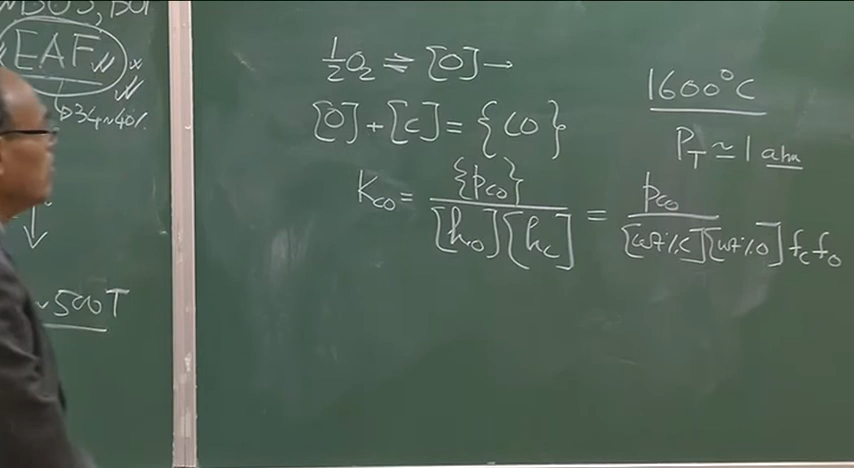 EAF
34~40%
~500T
½O₂ ⇌ [O] →
[O] + [C] = {CO}
K_CO = {p_CO} / [h_O][h_C] = p_CO / [wt%C][wt%O] f_C f_O
1600°C
P_T ≃ 1 atm